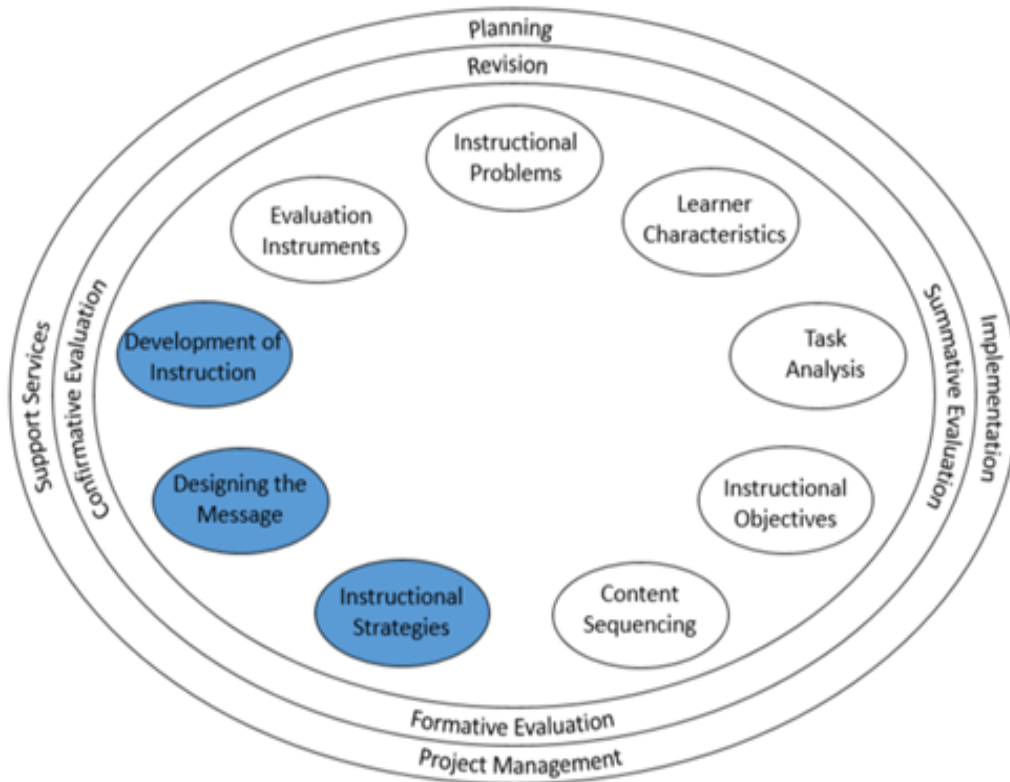 Planning
Revision
Instructional
Problems
Evaluation
Instruments
Learner
Characteristics
Development of
Instruction
Task
Analysis
Support Services
Confirmative Evaluation
Summative Evaluation
Implementation
Designing the
Message
Instructional
Objectives
Instructional
Strategies
Content
Sequencing
Formative Evaluation
Project Management